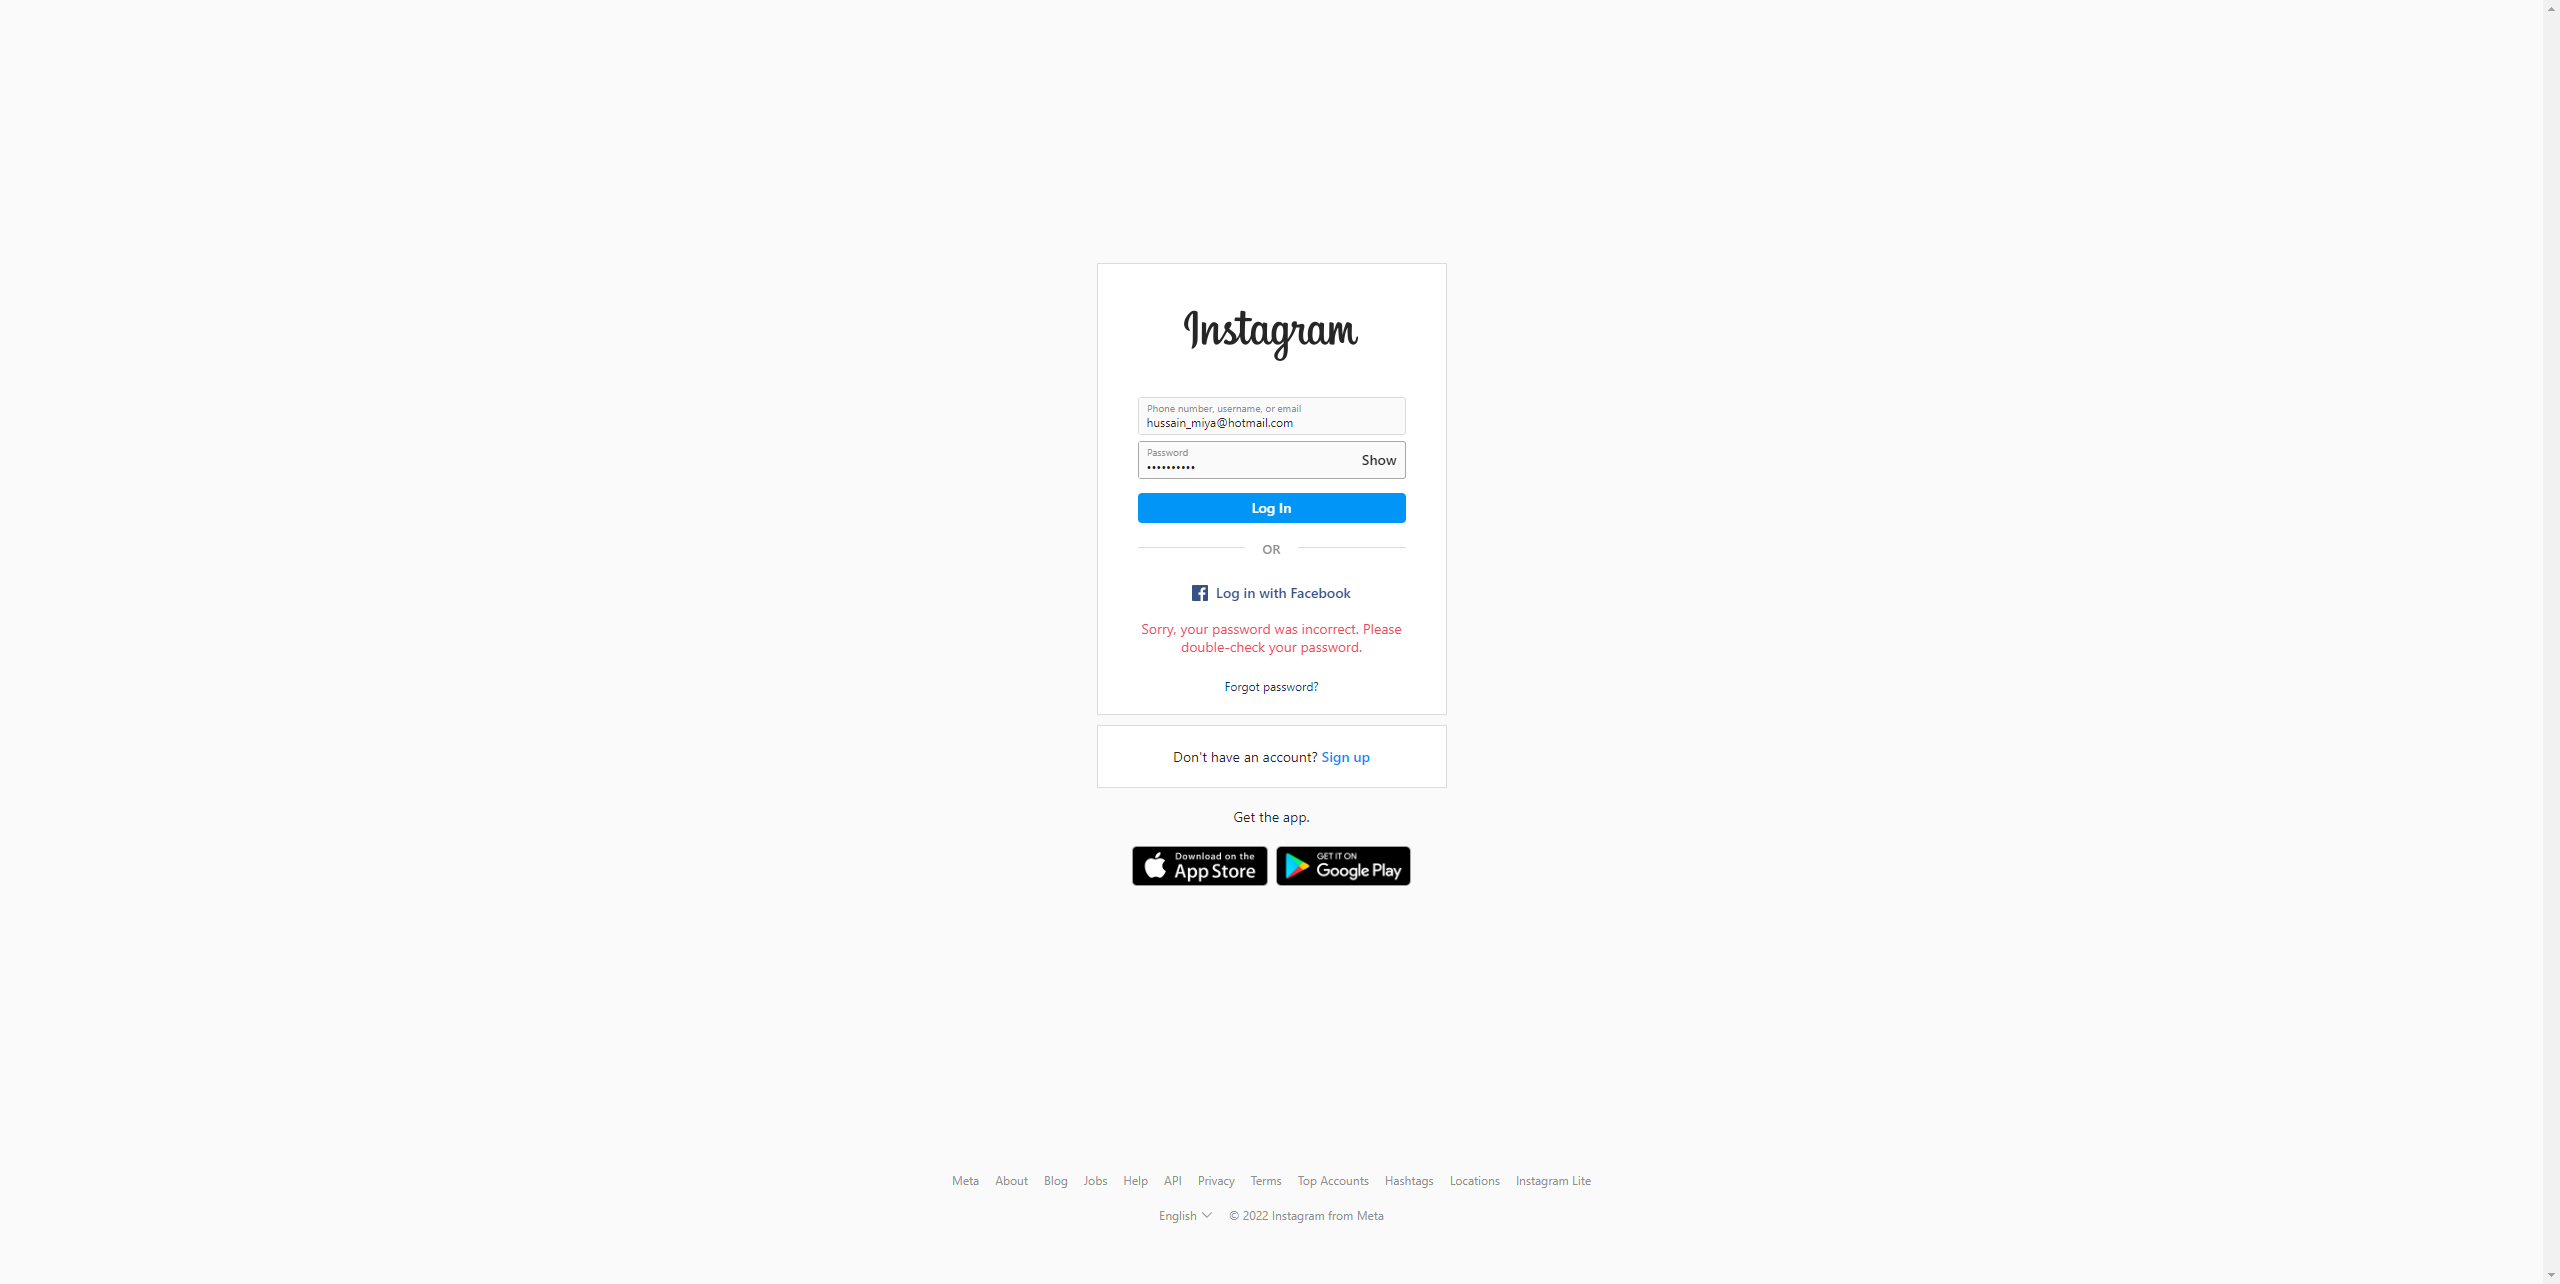 Instagram
Phone number, username, or email
hussain_miya@hotmail.com
Password
••••••••••
Show
Log In
OR
Log in with Facebook
Sorry, your password was incorrect. Please
double-check your password.
Forgot password?
Don't have an account? Sign up
Get the app.
Download on the
App Store
GET IT ON
Google Play
Meta About Blog Jobs Help API Privacy Terms Top Accounts Hashtags Locations Instagram Lite
English © 2022 Instagram from Meta